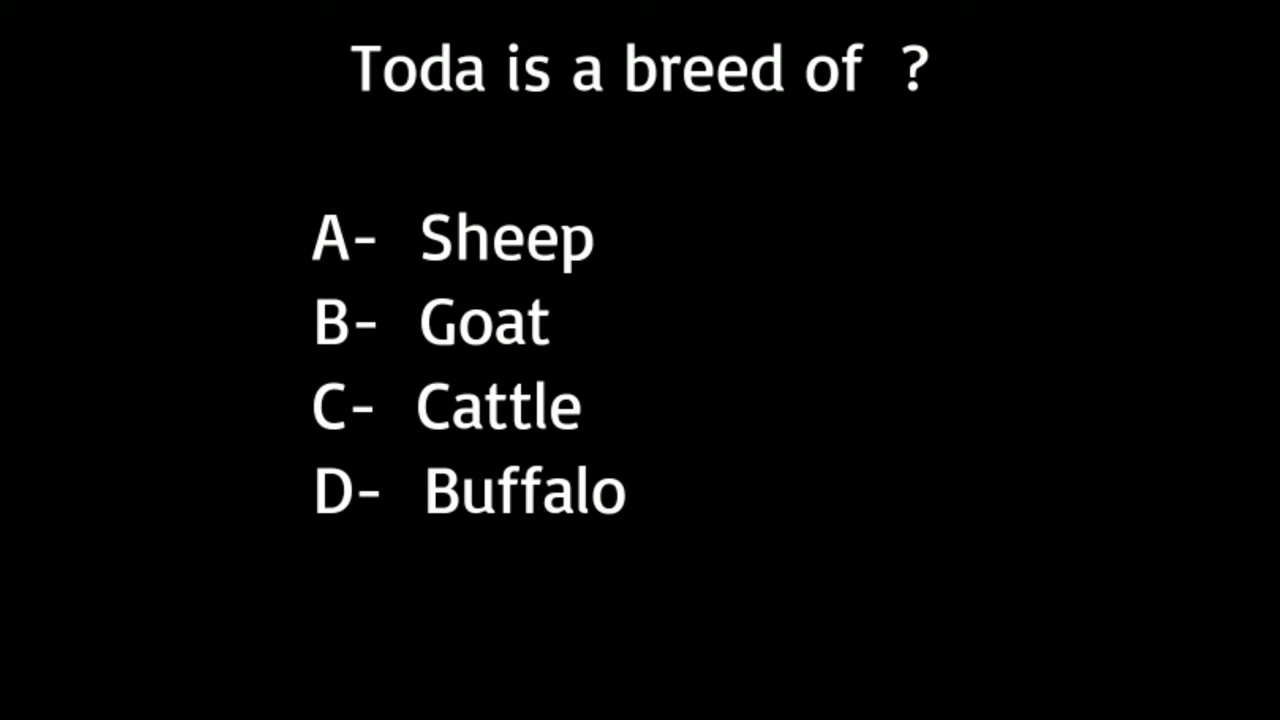 Toda is a breed of ?
A- Sheep
B- Goat
C- Cattle
D- Buffalo